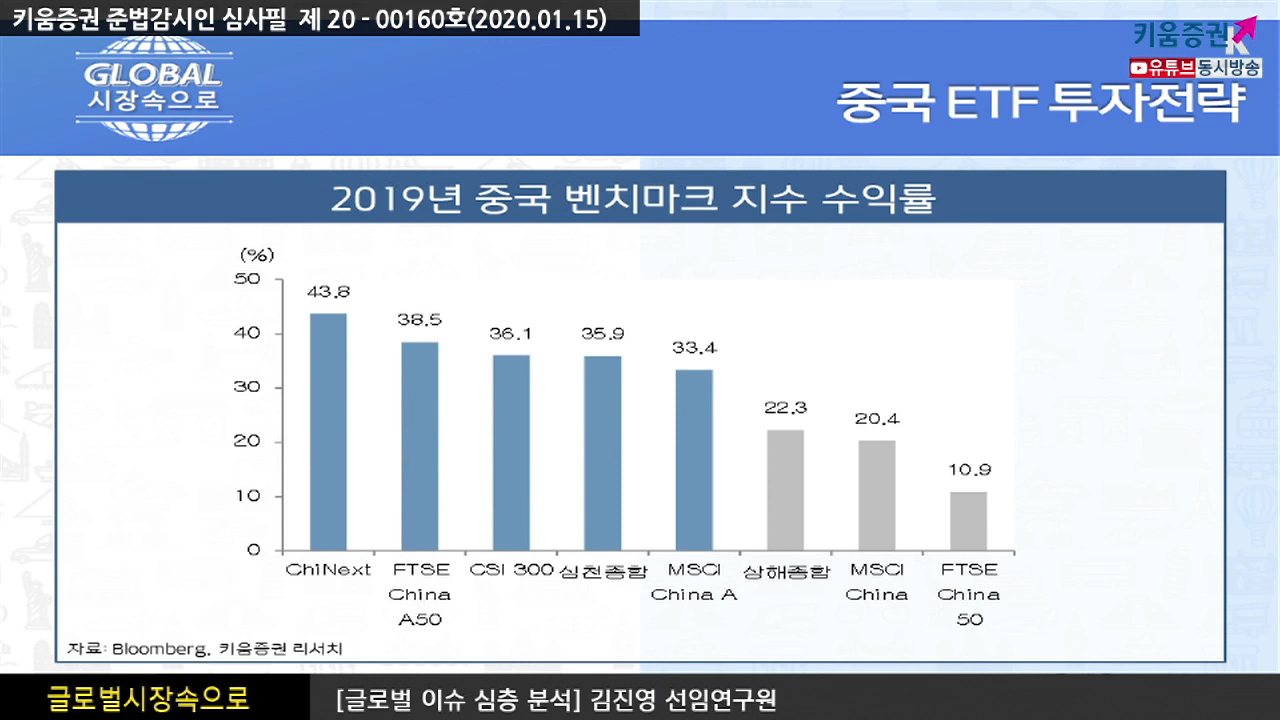 키움증권 준법감시인 심사필 제 20 - 00160호(2020.01.15)
키움증권
유튜브 동시방송
GLOBAL
시장속으로
중국 ETF 투자전략
2019년 중국 벤치마크 지수 수익률
(%)
50
40
30
20
10
0
43.8
38.5
36.1
35.9
33.4
22.3
20.4
10.9
ChiNext
FTSE
China
A50
CSI 300
심천종합
MSCI
China A
상해종합
MSCI
China
FTSE
China
50
자료: Bloomberg, 키움증권 리서치
글로벌시장속으로
[글로벌 이슈 심층 분석] 김진영 선임연구원